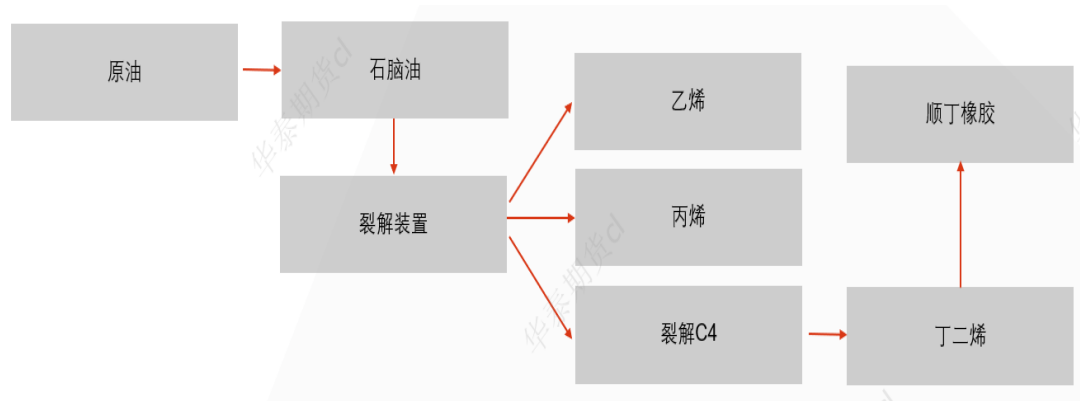 原油
石脑油
乙烯
顺丁橡胶
裂解装置
丙烯
裂解C4
丁二烯
华泰期货cl
华泰期货cl